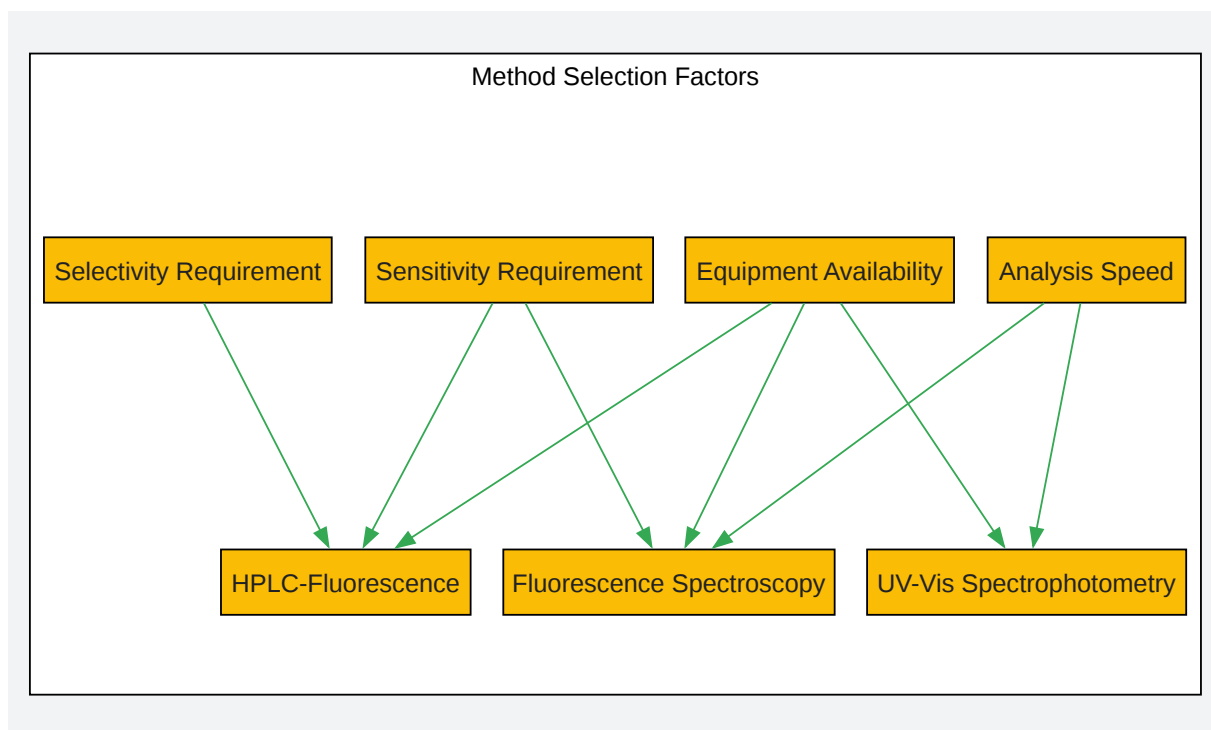 Method Selection Factors
Selectivity Requirement
Sensitivity Requirement
Equipment Availability
Analysis Speed
HPLC-Fluorescence
Fluorescence Spectroscopy
UV-Vis Spectrophotometry